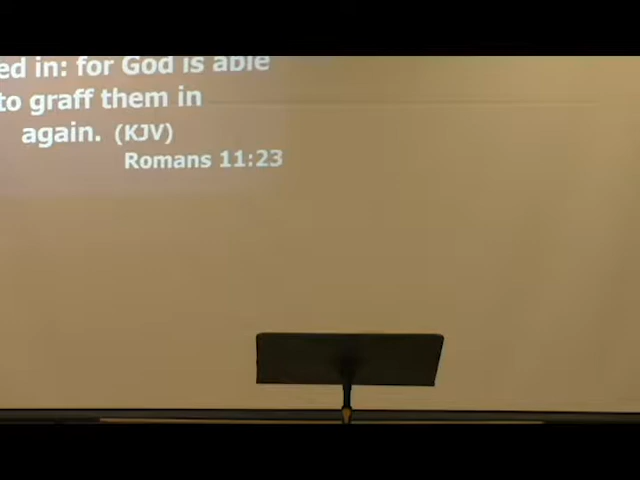 ed in: for God is able
to graff them in
again. (KJV)
Romans 11:23